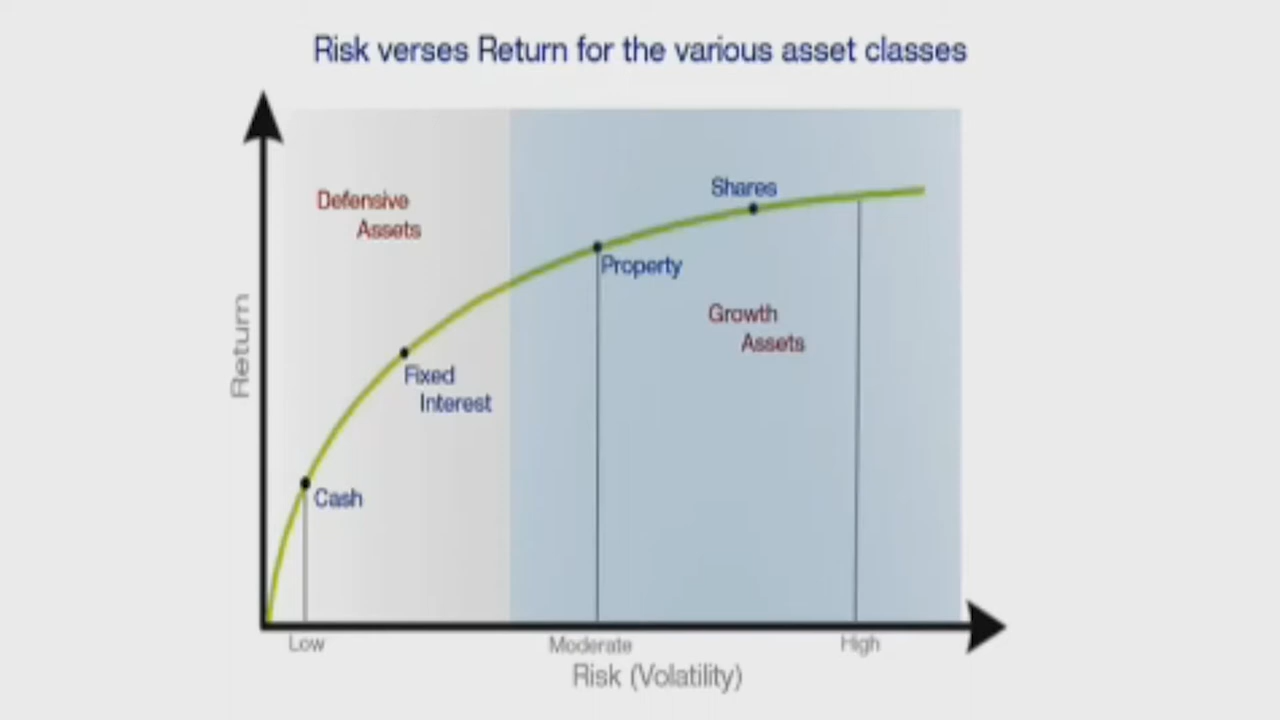 Risk verses Return for the various asset classes
Defensive
Assets
Shares
Property
Growth
Assets
Return
Fixed
Interest
Cash
Low
Moderate
High
Risk (Volatility)